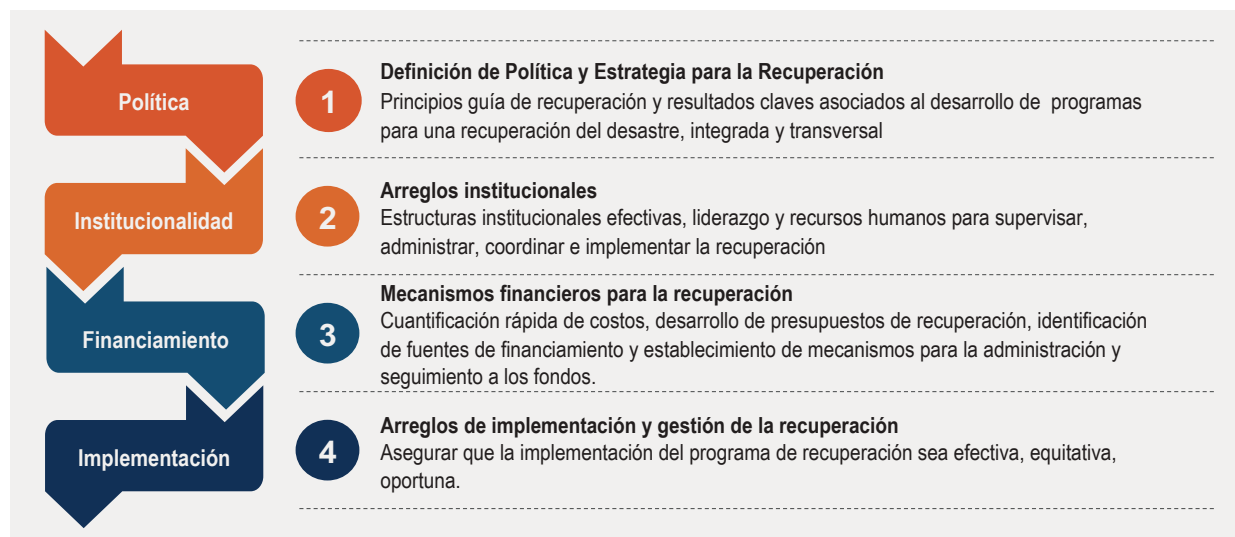 Política
1
Definición de Política y Estrategia para la Recuperación
Principios guía de recuperación y resultados claves asociados al desarrollo de programas
para una recuperación del desastre, integrada y transversal
Institucionalidad
2
Arreglos institucionales
Estructuras institucionales efectivas, liderazgo y recursos humanos para supervisar,
administrar, coordinar e implementar la recuperación
Financiamiento
3
Mecanismos financieros para la recuperación
Cuantificación rápida de costos, desarrollo de presupuestos de recuperación, identificación
de fuentes de financiamiento y establecimiento de mecanismos para la administración y
seguimiento a los fondos.
Implementación
4
Arreglos de implementación y gestión de la recuperación
Asegurar que la implementación del programa de recuperación sea efectiva, equitativa,
oportuna.